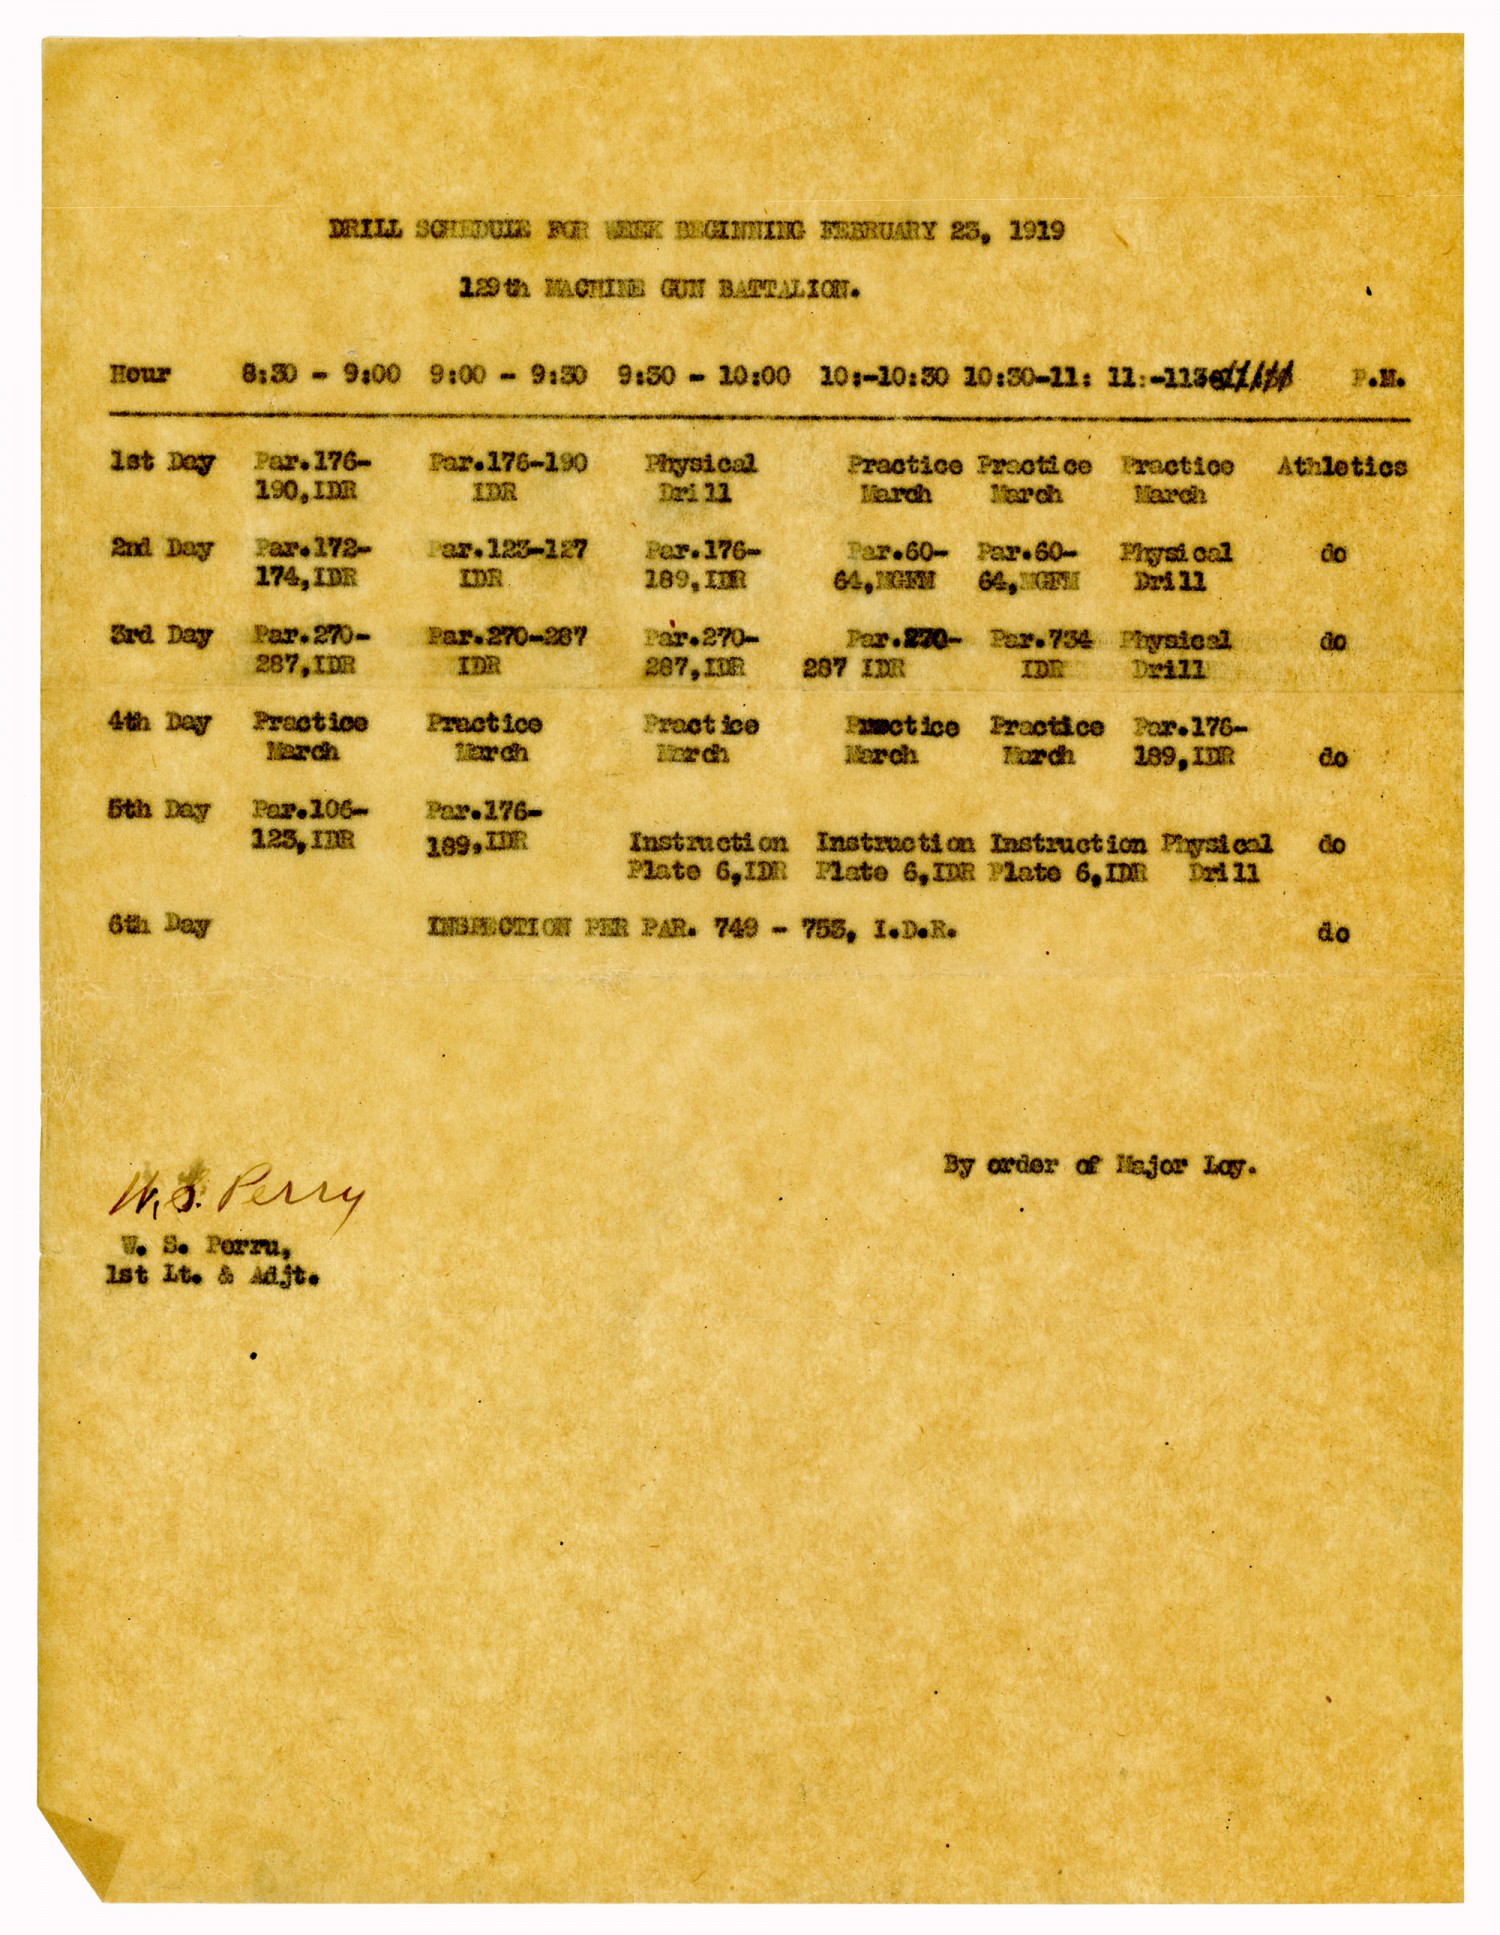 DRILL SCHEDULE FOR WEEK BEGINNING FEBRUARY 23, 1919
129th MACHINE GUN BATTALION.
Hour 8:30 - 9:00 9:00 - 9:30 9:30 - 10:00 10:-10:30 10:30-11: 11:-1130 P.M.
1st Day Par.176- Par.176-190 Physical Practice Practice Practice Athletics
190,IDR IDR Drill March March March
2nd Day Par.172- Par.123-127 Par.176- Par.60- Par.60- Physical do
174,IDR IDR 189,IDR 64,MGFM 64,MGFM Drill
3rd Day Par.270- Par.270-287 Par.270- Par.270- Par.734 Physical do
287,IDR IDR 287,IDR 287 IDR IDR Drill
4th Day Practice Practice Practice Practice Practice Par.176-
March March March March March 189,IDR do
5th Day Par.106- Par.176-
123,IDR 189,IDR Instruction Instruction Instruction Physical do
Plate 6,IDR Plate 6,IDR Plate 6,IDR Drill
6th Day INSPECTION PER PAR. 749 - 753, I.D.R. do
By order of Major Loy.
W. S. Perry
W. S. Perru,
1st Lt. & Adjt.